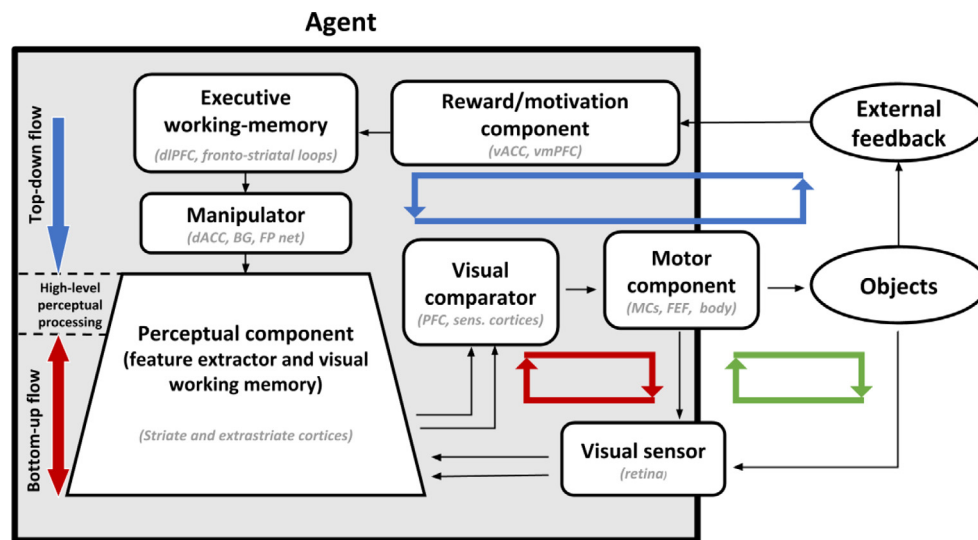 Agent
Executive
working-memory
(dlPFC, fronto-striatal loops)
Reward/motivation
component
(vACC, vmPFC)
External
feedback
Top-down flow
Manipulator
(dACC, BG, FP net)
High-level
perceptual
processing
Visual
comparator
(PFC, sens. cortices)
Motor
component
(MCs, FEF, body)
Objects
Perceptual component
(feature extractor and visual
working memory)
(Striate and extrastriate cortices)
Bottom-up flow
Visual sensor
(retina)